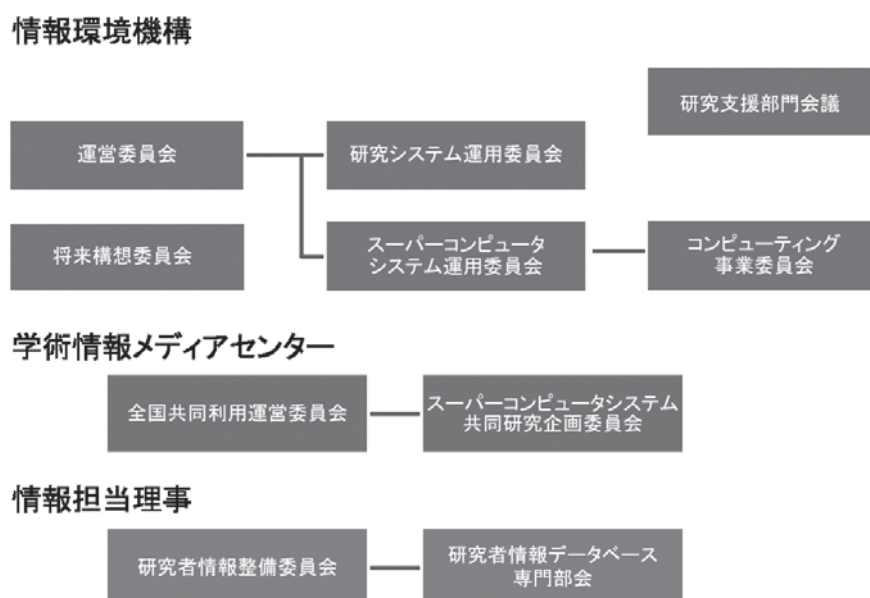 情報環境機構
研究支援部門会議
運営委員会
研究システム運用委員会
将来構想委員会
スーパーコンピュータ
システム運用委員会
コンピューティング
事業委員会
学術情報メディアセンター
全国共同利用運営委員会
スーパーコンピュータシステム
共同研究企画委員会
情報担当理事
研究者情報整備委員会
研究者情報データベース
専門部会